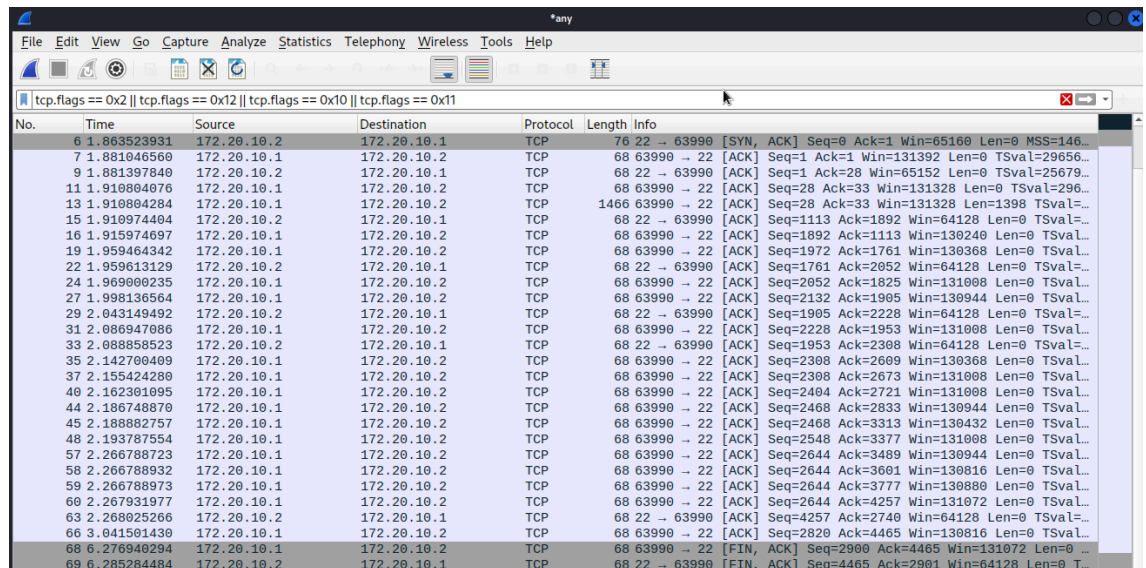 *any
File Edit View Go Capture Analyze Statistics Telephony Wireless Tools Help
tcp.flags == 0x2 || tcp.flags == 0x12 || tcp.flags == 0x10 || tcp.flags == 0x11
No. Time Source Destination Protocol Length Info
6 1.863523931 172.20.10.2 172.20.10.1 TCP 76 22 → 63990 [SYN, ACK] Seq=0 Ack=1 Win=65160 Len=0 MSS=146…
7 1.881046560 172.20.10.1 172.20.10.2 TCP 68 63990 → 22 [ACK] Seq=1 Ack=1 Win=131392 Len=0 TSval=29656…
9 1.881397840 172.20.10.2 172.20.10.1 TCP 68 22 → 63990 [ACK] Seq=1 Ack=28 Win=65152 Len=0 TSval=25679…
11 1.910804076 172.20.10.1 172.20.10.2 TCP 68 63990 → 22 [ACK] Seq=28 Ack=33 Win=131328 Len=0 TSval=296…
13 1.910804284 172.20.10.1 172.20.10.2 TCP 1466 63990 → 22 [ACK] Seq=28 Ack=33 Win=131328 Len=1398 TSval=…
15 1.910974404 172.20.10.2 172.20.10.1 TCP 68 22 → 63990 [ACK] Seq=1113 Ack=1892 Win=64128 Len=0 TSval=…
16 1.915974697 172.20.10.1 172.20.10.2 TCP 68 63990 → 22 [ACK] Seq=1892 Ack=1113 Win=130240 Len=0 TSval…
19 1.959464342 172.20.10.1 172.20.10.2 TCP 68 63990 → 22 [ACK] Seq=1972 Ack=1761 Win=130368 Len=0 TSval…
22 1.959613129 172.20.10.2 172.20.10.1 TCP 68 22 → 63990 [ACK] Seq=1761 Ack=2052 Win=64128 Len=0 TSval=…
24 1.969000235 172.20.10.1 172.20.10.2 TCP 68 63990 → 22 [ACK] Seq=2052 Ack=1825 Win=131008 Len=0 TSval…
27 1.998136564 172.20.10.1 172.20.10.2 TCP 68 63990 → 22 [ACK] Seq=2132 Ack=1905 Win=130944 Len=0 TSval…
29 2.043149492 172.20.10.2 172.20.10.1 TCP 68 22 → 63990 [ACK] Seq=1905 Ack=2228 Win=64128 Len=0 TSval=…
31 2.086947086 172.20.10.1 172.20.10.2 TCP 68 63990 → 22 [ACK] Seq=2228 Ack=1953 Win=131008 Len=0 TSval…
33 2.088858523 172.20.10.2 172.20.10.1 TCP 68 22 → 63990 [ACK] Seq=1953 Ack=2308 Win=64128 Len=0 TSval=…
35 2.142700409 172.20.10.1 172.20.10.2 TCP 68 63990 → 22 [ACK] Seq=2308 Ack=2609 Win=130368 Len=0 TSval…
37 2.155424280 172.20.10.1 172.20.10.2 TCP 68 63990 → 22 [ACK] Seq=2308 Ack=2673 Win=131008 Len=0 TSval…
40 2.162301095 172.20.10.1 172.20.10.2 TCP 68 63990 → 22 [ACK] Seq=2404 Ack=2721 Win=131008 Len=0 TSval…
44 2.186748870 172.20.10.1 172.20.10.2 TCP 68 63990 → 22 [ACK] Seq=2468 Ack=2833 Win=130944 Len=0 TSval…
45 2.188882757 172.20.10.1 172.20.10.2 TCP 68 63990 → 22 [ACK] Seq=2468 Ack=3313 Win=130432 Len=0 TSval…
48 2.193787554 172.20.10.1 172.20.10.2 TCP 68 63990 → 22 [ACK] Seq=2548 Ack=3377 Win=131008 Len=0 TSval…
57 2.266788723 172.20.10.1 172.20.10.2 TCP 68 63990 → 22 [ACK] Seq=2644 Ack=3489 Win=130944 Len=0 TSval…
58 2.266788932 172.20.10.1 172.20.10.2 TCP 68 63990 → 22 [ACK] Seq=2644 Ack=3601 Win=130816 Len=0 TSval…
59 2.266788973 172.20.10.1 172.20.10.2 TCP 68 63990 → 22 [ACK] Seq=2644 Ack=3777 Win=130880 Len=0 TSval…
60 2.267931977 172.20.10.1 172.20.10.2 TCP 68 63990 → 22 [ACK] Seq=2644 Ack=4257 Win=131072 Len=0 TSval…
63 2.268025266 172.20.10.2 172.20.10.1 TCP 68 22 → 63990 [ACK] Seq=4257 Ack=2740 Win=64128 Len=0 TSval=…
66 3.041501430 172.20.10.1 172.20.10.2 TCP 68 63990 → 22 [ACK] Seq=2820 Ack=4465 Win=130816 Len=0 TSval…
68 6.276940294 172.20.10.1 172.20.10.2 TCP 68 63990 → 22 [FIN, ACK] Seq=2900 Ack=4465 Win=131072 Len=0 …
69 6.285284484 172.20.10.2 172.20.10.1 TCP 68 22 → 63990 [FIN, ACK] Seq=4465 Ack=2901 Win=64128 Len=0 T…